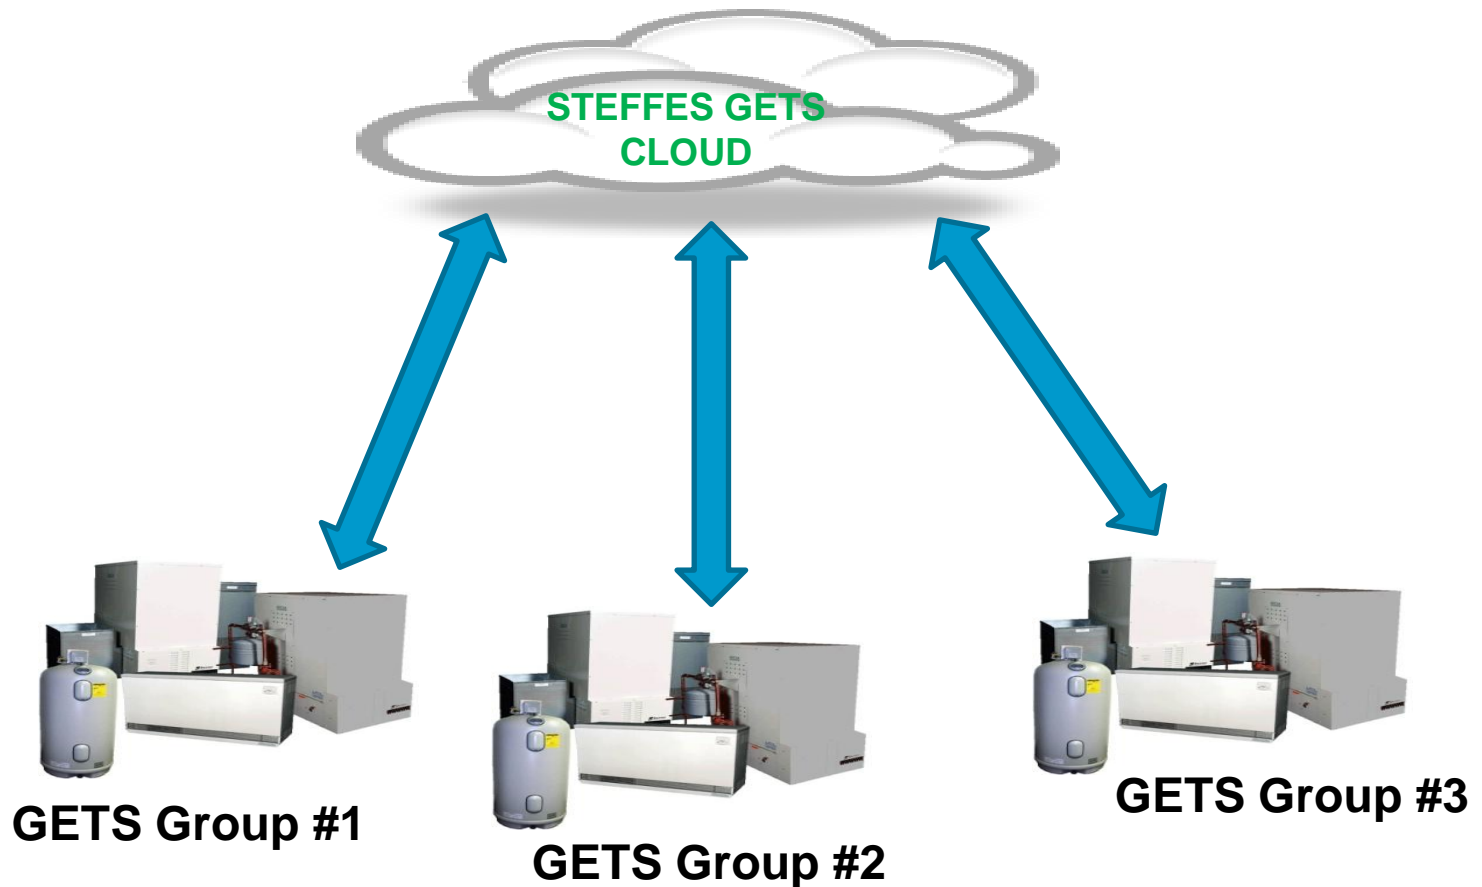 STEFFES GETS
CLOUD
GETS Group #1
GETS Group #2
GETS Group #3